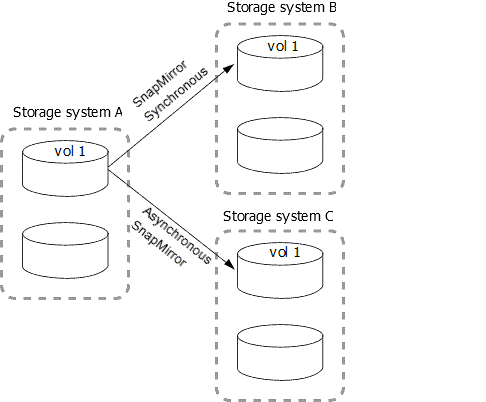 Storage system B
vol 1
SnapMirror
Synchronous
Storage system A
vol 1
Asynchronous
SnapMirror
Storage system C
vol 1